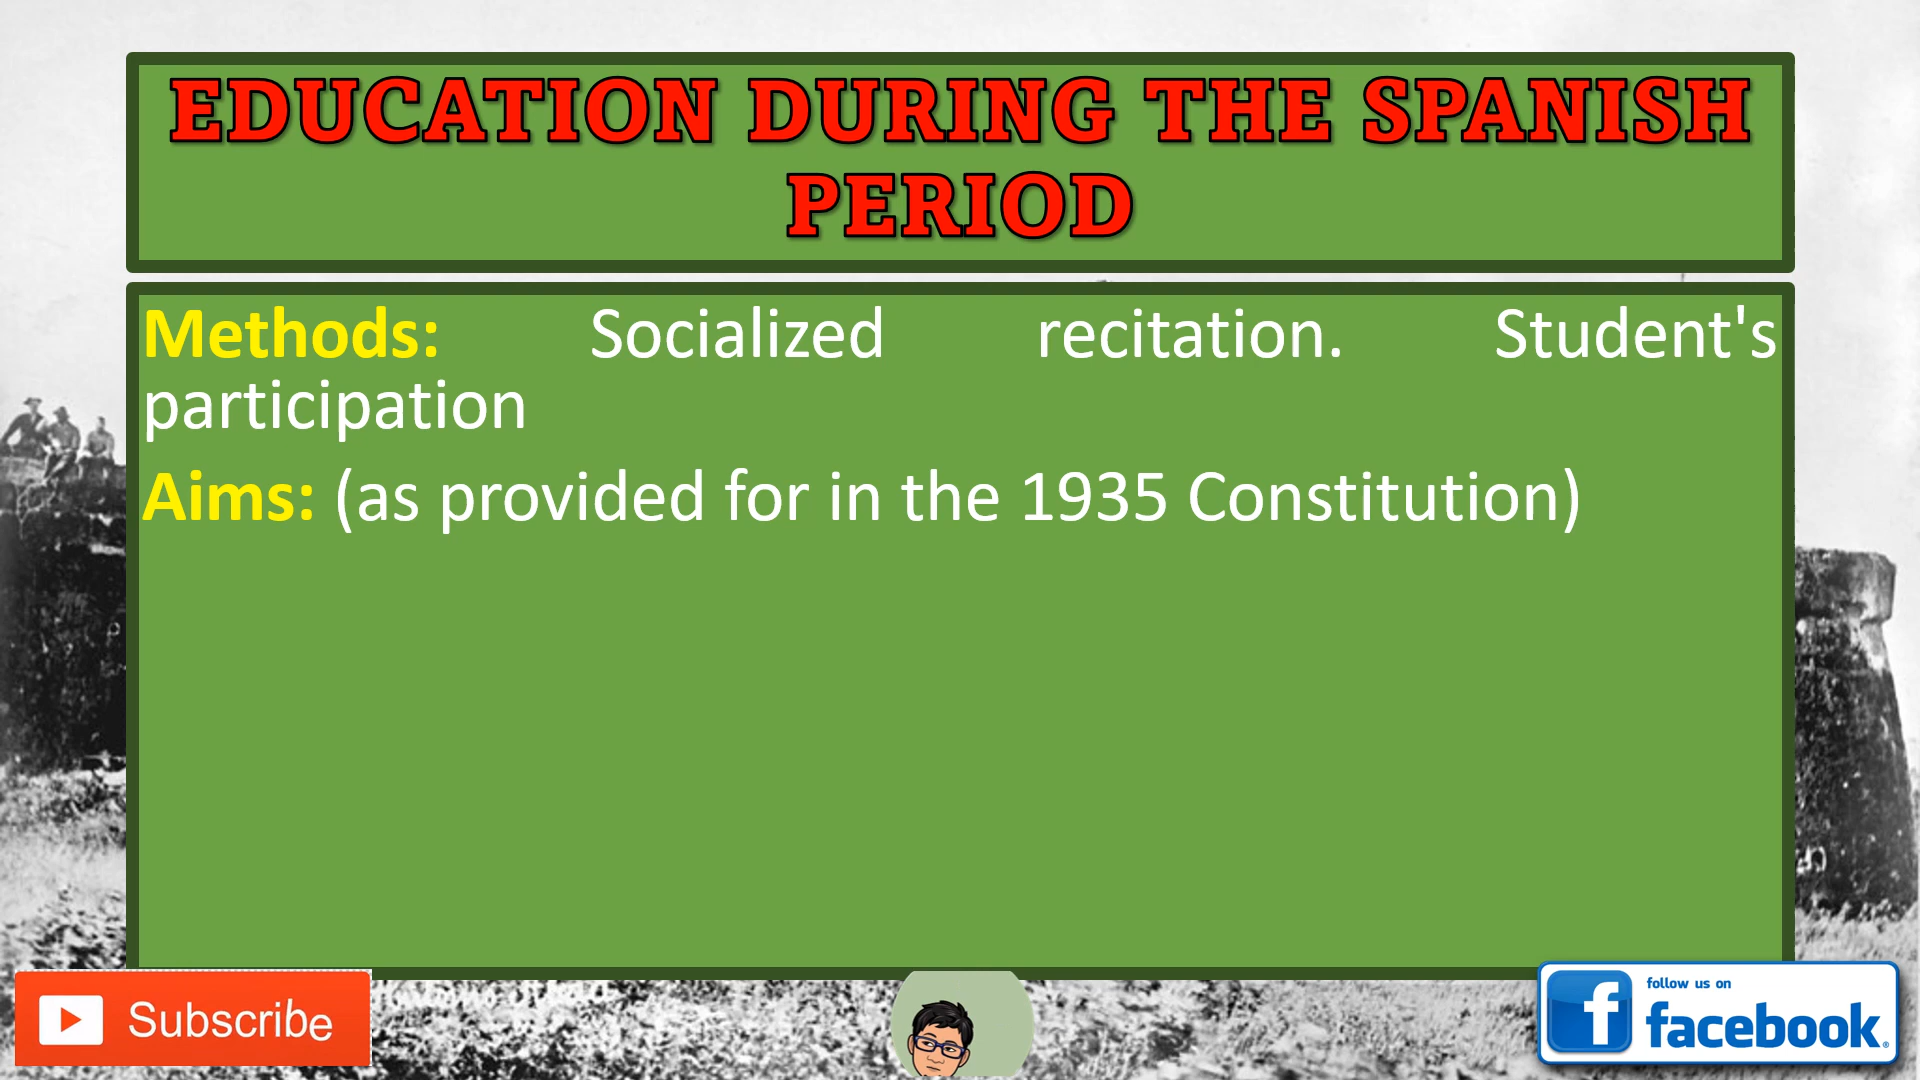 EDUCATION DURING THE SPANISH
PERIOD
Methods: Socialized recitation. Student's
participation
Aims: (as provided for in the 1935 Constitution)
Subscribe
follow us on
facebook